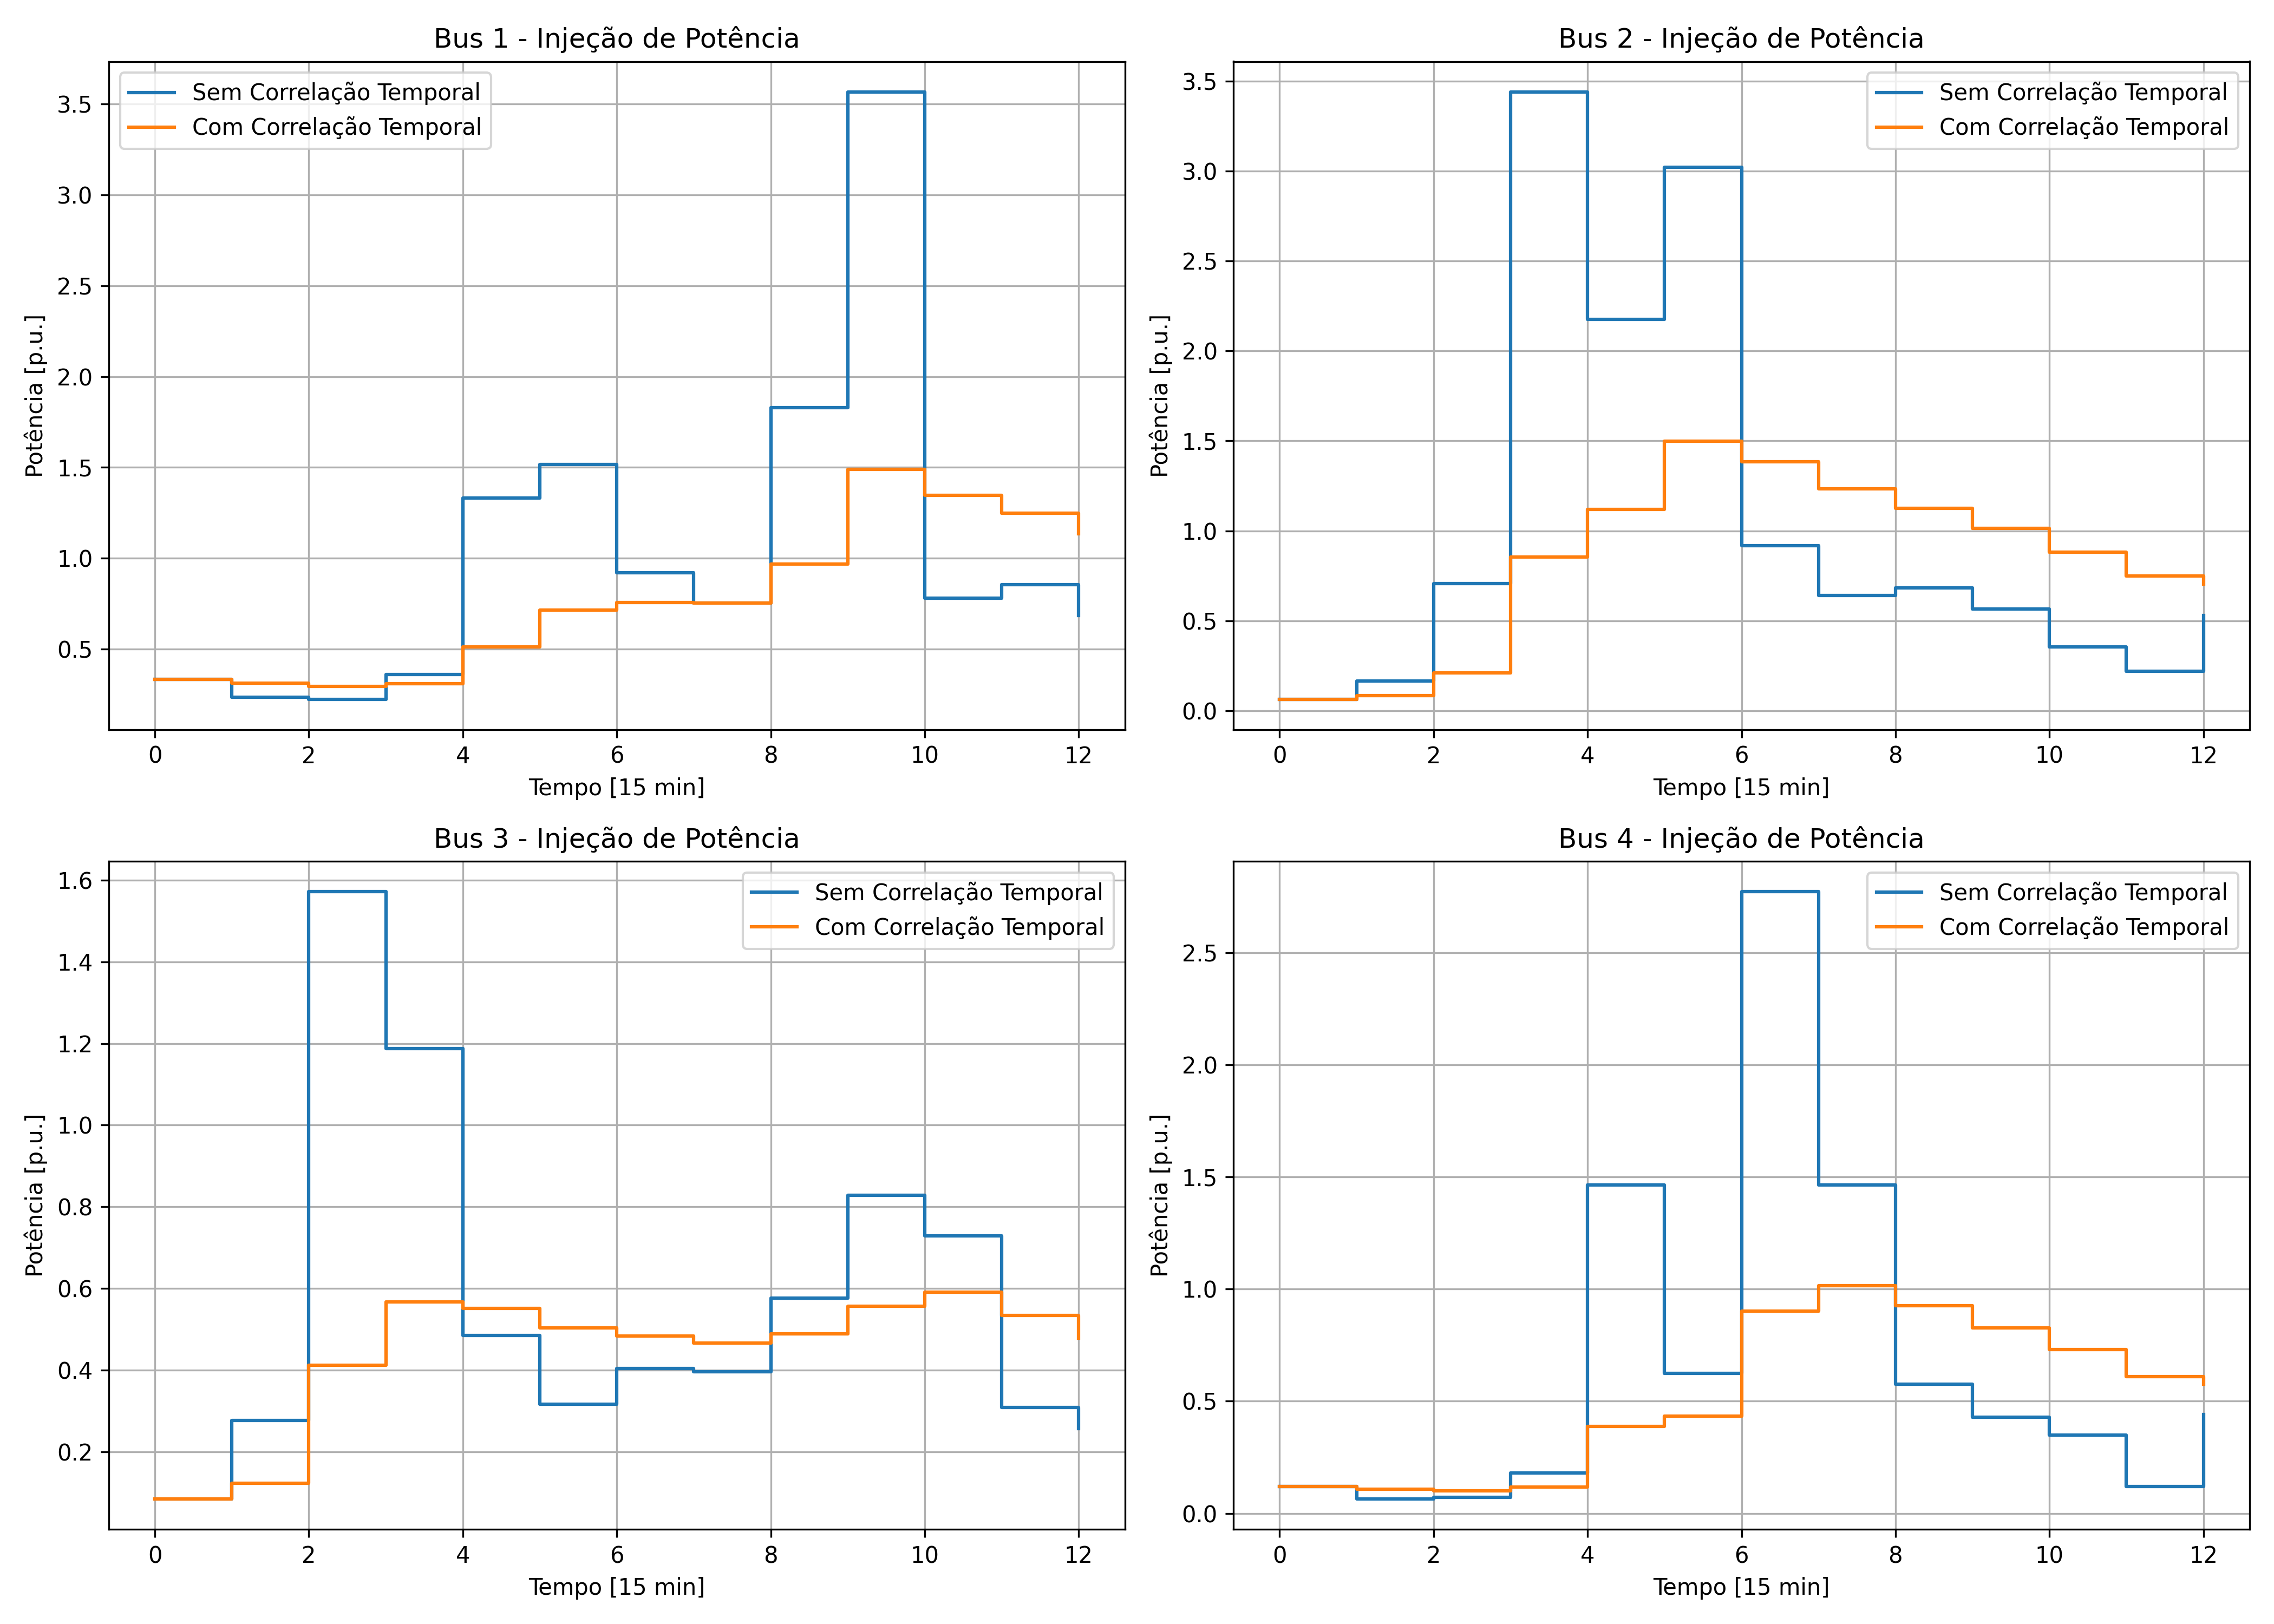 Bus 1 - Injeção de Potência
Sem Correlação Temporal
Com Correlação Temporal
Potência [p.u.]
3.5
3.0
2.5
2.0
1.5
1.0
0.5
0 2 4 6 8 10 12
Tempo [15 min]
Bus 2 - Injeção de Potência
Sem Correlação Temporal
Com Correlação Temporal
Potência [p.u.]
3.5
3.0
2.5
2.0
1.5
1.0
0.5
0.0
0 2 4 6 8 10 12
Tempo [15 min]
Bus 3 - Injeção de Potência
Sem Correlação Temporal
Com Correlação Temporal
Potência [p.u.]
1.6
1.4
1.2
1.0
0.8
0.6
0.4
0.2
0 2 4 6 8 10 12
Tempo [15 min]
Bus 4 - Injeção de Potência
Sem Correlação Temporal
Com Correlação Temporal
Potência [p.u.]
2.5
2.0
1.5
1.0
0.5
0.0
0 2 4 6 8 10 12
Tempo [15 min]